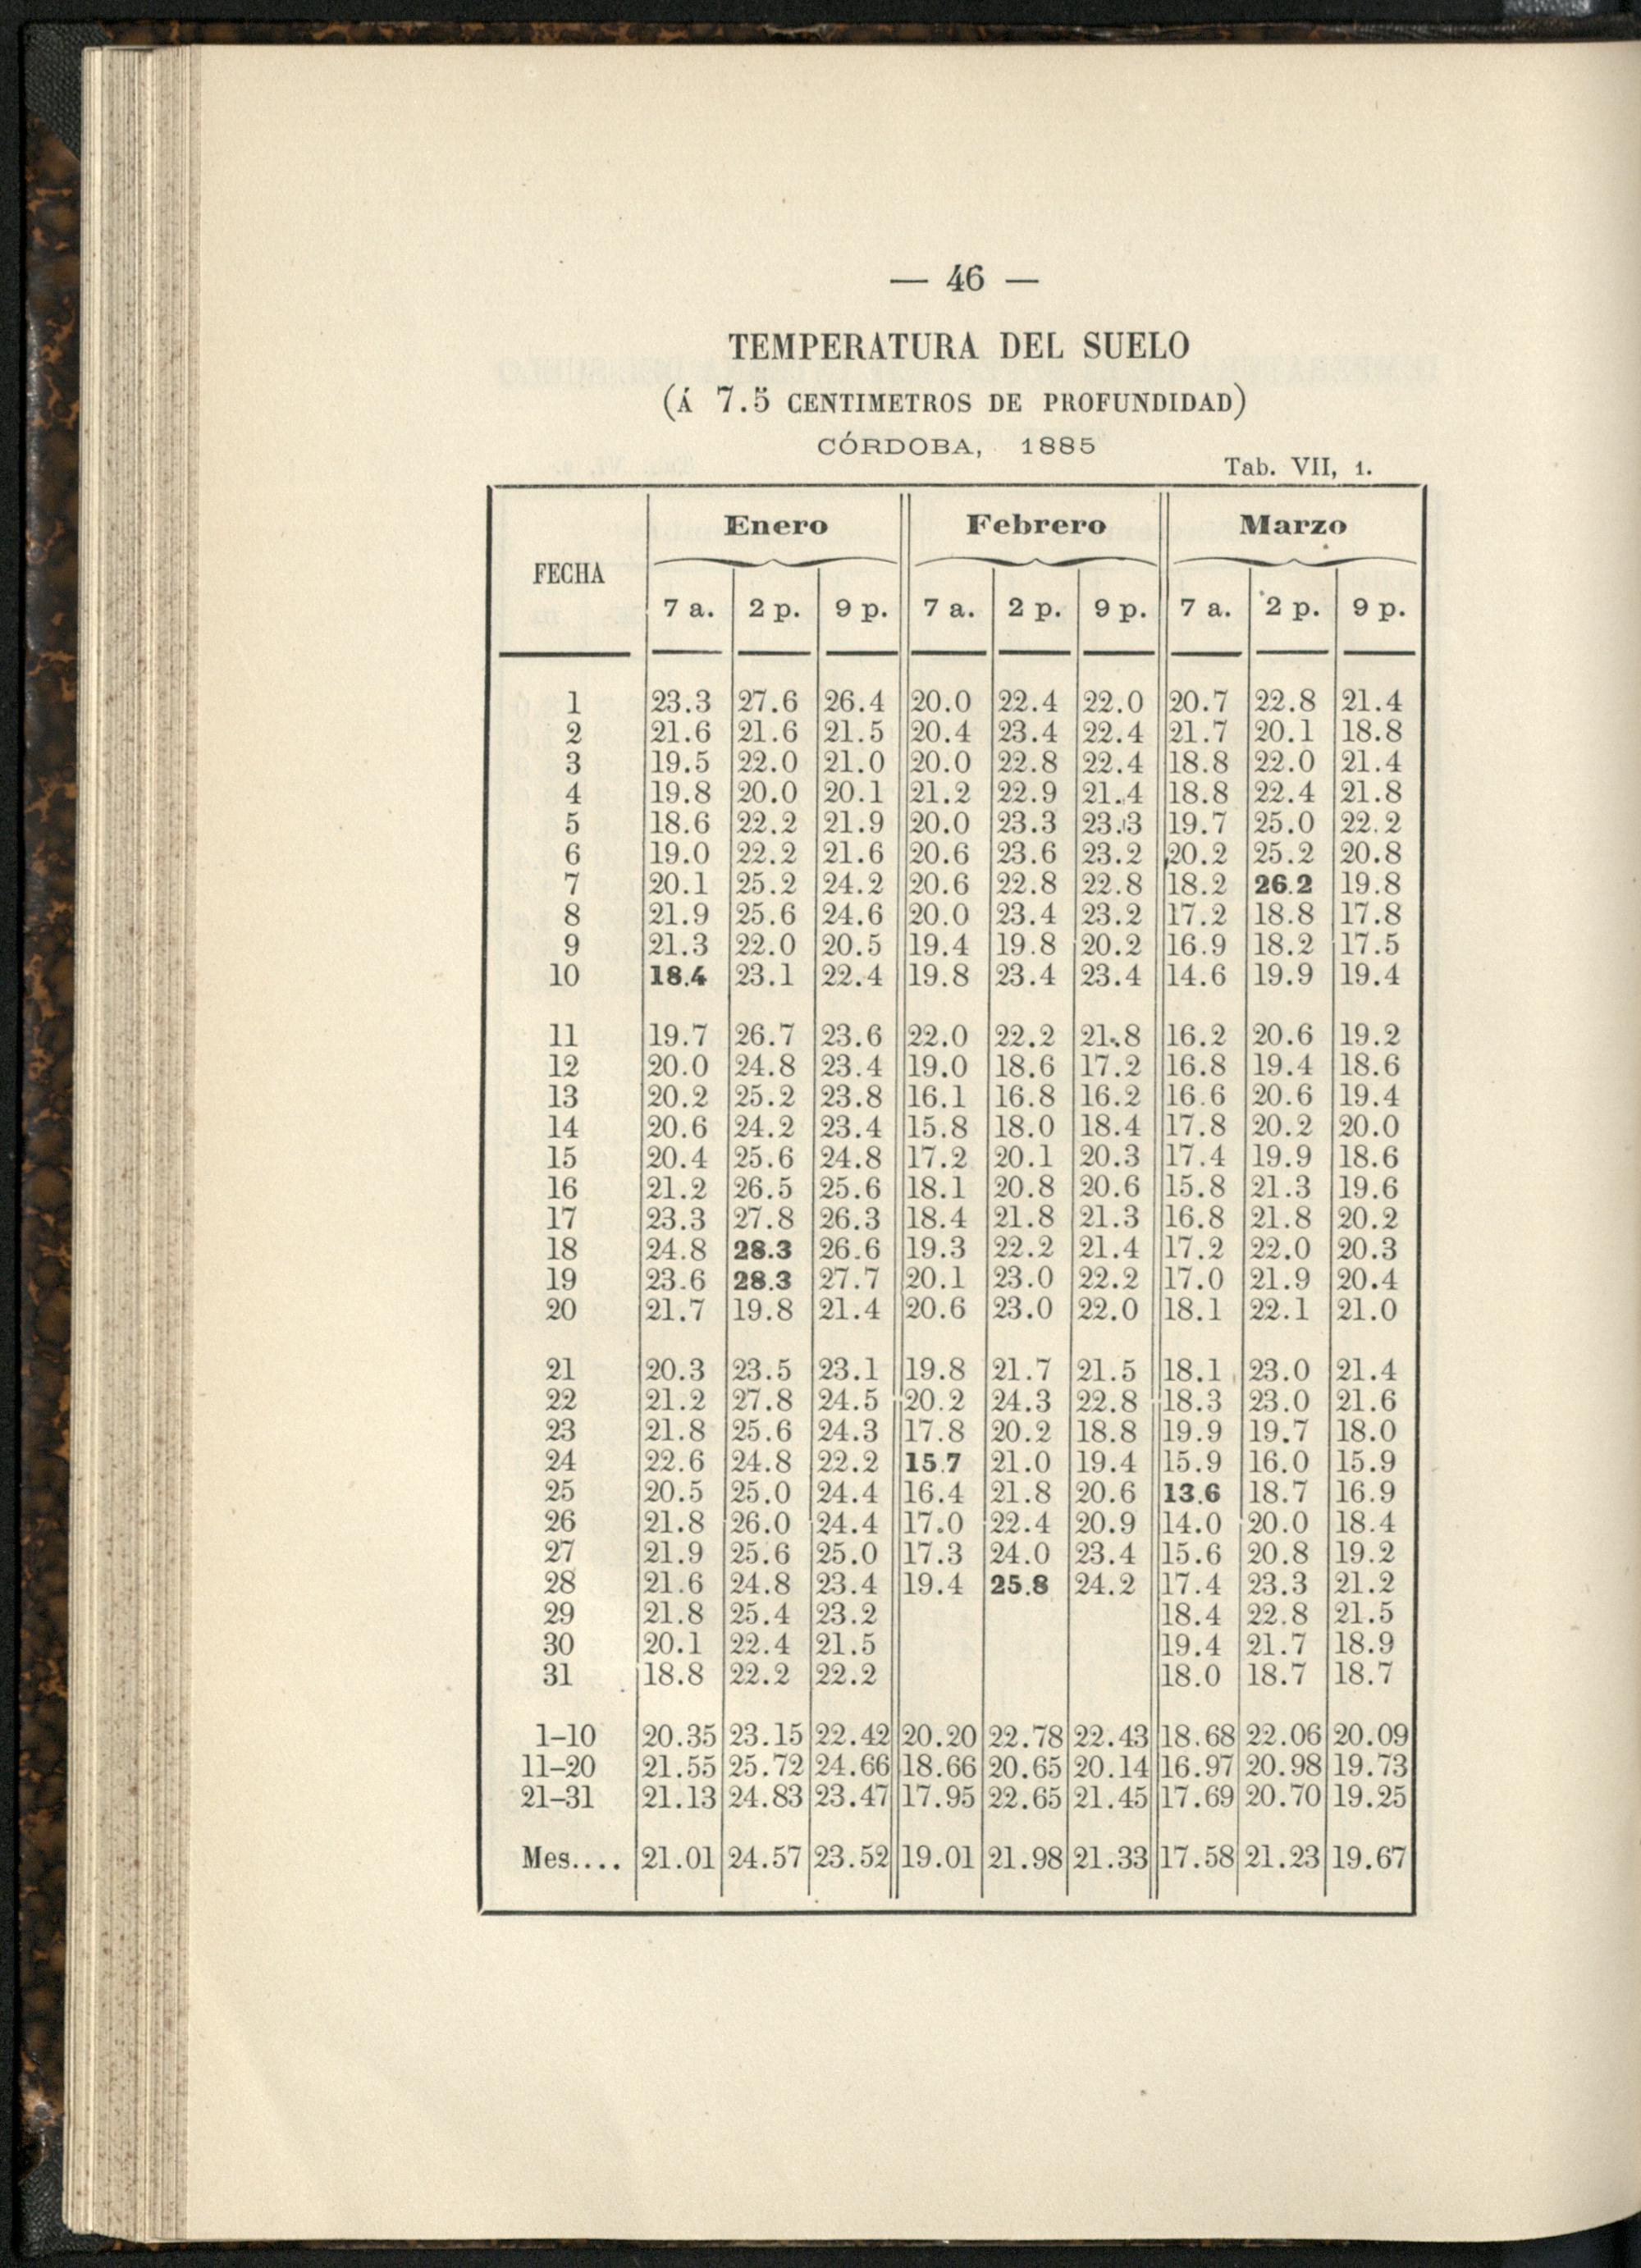 — 46 —
TEMPERATURA DEL SUELO
(Á 7.5 CENTIMETROS DE PROFUNDIDAD)
CÓRDOBA, 1885
Tab. VII, 1.
FECHA Enero Febrero Marzo
7 a. 2 p. 9 p. 7 a. 2 p. 9 p. 7 a. 2 p. 9 p.
1 23.3 27.6 26.4 20.0 22.4 22.0 20.7 22.8 21.4
2 21.6 21.6 21.5 20.4 23.4 22.4 21.7 20.1 18.8
3 19.5 22.0 21.0 20.0 22.8 22.4 18.8 22.0 21.4
4 19.8 20.0 20.1 21.2 22.9 21.4 18.8 22.4 21.8
5 18.6 22.2 21.9 20.0 23.3 23.3 19.7 25.0 22.2
6 19.0 22.2 21.6 20.6 23.6 23.2 20.2 25.2 20.8
7 20.1 25.2 24.2 20.6 22.8 22.8 18.2 26.2 19.8
8 21.9 25.6 24.6 20.0 23.4 23.2 17.2 18.8 17.8
9 21.3 22.0 20.5 19.4 19.8 20.2 16.9 18.2 17.5
10 18.4 23.1 22.4 19.8 23.4 23.4 14.6 19.9 19.4
11 19.7 26.7 23.6 22.0 22.2 21.8 16.2 20.6 19.2
12 20.0 24.8 23.4 19.0 18.6 17.2 16.8 19.4 18.6
13 20.2 25.2 23.8 16.1 16.8 16.2 16.6 20.6 19.4
14 20.6 24.2 23.4 15.8 18.0 18.4 17.8 20.2 20.0
15 20.4 25.6 24.8 17.2 20.1 20.3 17.4 19.9 18.6
16 21.2 26.5 25.6 18.1 20.8 20.6 15.8 21.3 19.6
17 23.3 27.8 26.3 18.4 21.8 21.3 16.8 21.8 20.2
18 24.8 28.3 26.6 19.3 22.2 21.4 17.2 22.0 20.3
19 23.6 28.3 27.7 20.1 23.0 22.2 17.0 21.9 20.4
20 21.7 19.8 21.4 20.6 23.0 22.0 18.1 22.1 21.0
21 20.3 23.5 23.1 19.8 21.7 21.5 18.1 23.0 21.4
22 21.2 27.8 24.5 20.2 24.3 22.8 18.3 23.0 21.6
23 21.8 25.6 24.3 17.8 20.2 18.8 19.9 19.7 18.0
24 22.6 24.8 22.2 15.7 21.0 19.4 15.9 16.0 15.9
25 20.5 25.0 24.4 16.4 21.8 20.6 13.6 18.7 16.9
26 21.8 26.0 24.4 17.0 22.4 20.9 14.0 20.0 18.4
27 21.9 25.6 25.0 17.3 24.0 23.4 15.6 20.8 19.2
28 21.6 24.8 23.4 19.4 25.8 24.2 17.4 23.3 21.2
29 21.8 25.4 23.2 18.4 22.8 21.5
30 20.1 22.4 21.5 19.4 21.7 18.9
31 18.8 22.2 22.2 18.0 18.7 18.7
1–10 20.35 23.15 22.42 20.20 22.78 22.43 18.68 22.06 20.09
11–20 21.55 25.72 24.66 18.66 20.65 20.14 16.97 20.98 19.73
21–31 21.13 24.83 23.47 17.95 22.65 21.45 17.69 20.70 19.25
Mes.... 21.01 24.57 23.52 19.01 21.98 21.33 17.58 21.23 19.67